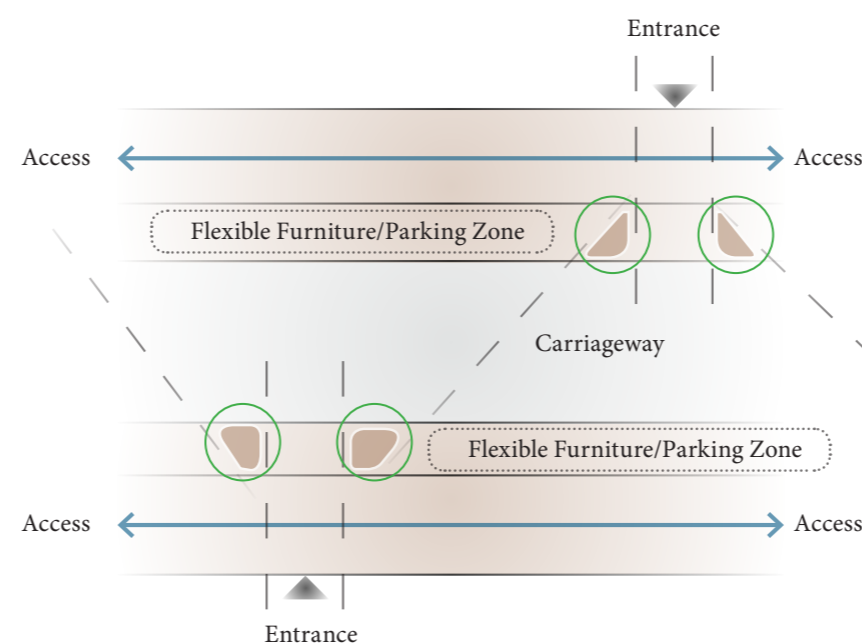 Entrance
Access
Access
Flexible Furniture/Parking Zone
Carriageway
Flexible Furniture/Parking Zone
Access
Access
Entrance